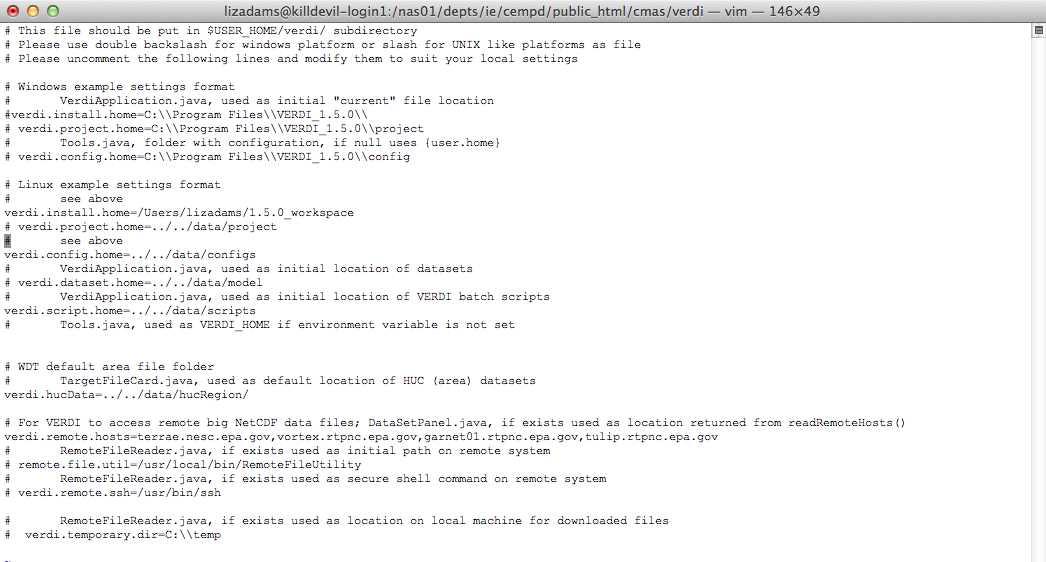 lizadams@killdevil-login1:/nas01/depts/ie/cempd/public_html/cmas/verdi — vim — 146×49
# This file should be put in $USER_HOME/verdi/ subdirectory
# Please use double backslash for windows platform or slash for UNIX like platforms as file
# Please uncomment the following lines and modify them to suit your local settings
# Windows example settings format
#       VerdiApplication.java, used as initial "current" file location
#verdi.install.home=C:\\Program Files\\VERDI_1.5.0\\
# verdi.project.home=C:\\Program Files\\VERDI_1.5.0\\project
#       Tools.java, folder with configuration, if null uses {user.home}
# verdi.config.home=C:\\Program Files\\VERDI_1.5.0\\config
# Linux example settings format
#       see above
verdi.install.home=/Users/lizadams/1.5.0_workspace
# verdi.project.home=../../data/project
#       see above
verdi.config.home=../../data/configs
#       VerdiApplication.java, used as initial location of datasets
# verdi.dataset.home=../../data/model
#       VerdiApplication.java, used as initial location of VERDI batch scripts
verdi.script.home=../../data/scripts
#       Tools.java, used as VERDI_HOME if environment variable is not set
# WDT default area file folder
#       TargetFileCard.java, used as default location of HUC (area) datasets
verdi.hucData=../../data/hucRegion/
# For VERDI to access remote big NetCDF data files; DataSetPanel.java, if exists used as location returned from readRemoteHosts()
verdi.remote.hosts=terrae.nesc.epa.gov,vortex.rtpnc.epa.gov,garnet01.rtpnc.epa.gov,tulip.rtpnc.epa.gov
#       RemoteFileReader.java, if exists used as initial path on remote system
# remote.file.util=/usr/local/bin/RemoteFileUtility
#       RemoteFileReader.java, if exists used as secure shell command on remote system
# verdi.remote.ssh=/usr/bin/ssh
#       RemoteFileReader.java, if exists used as location on local machine for downloaded files
#  verdi.temporary.dir=C:\\temp